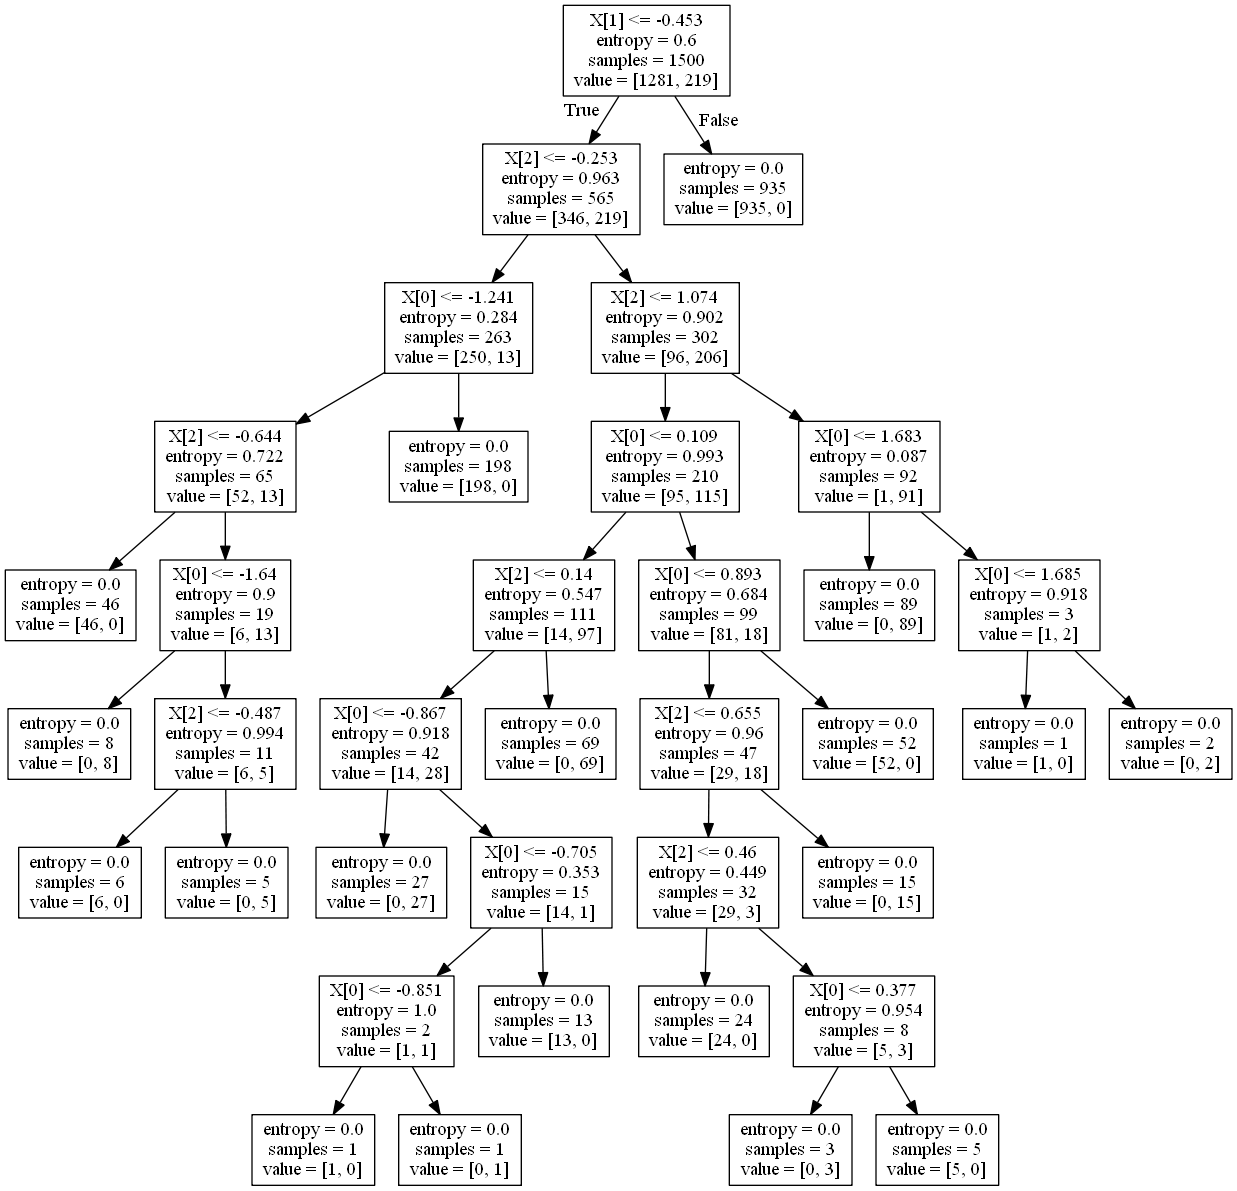 X[1] <= -0.453
entropy = 0.6
samples = 1500
value = [1281, 219]
True
False
X[2] <= -0.253
entropy = 0.963
samples = 565
value = [346, 219]
entropy = 0.0
samples = 935
value = [935, 0]
X[0] <= -1.241
entropy = 0.284
samples = 263
value = [250, 13]
X[2] <= 1.074
entropy = 0.902
samples = 302
value = [96, 206]
X[2] <= -0.644
entropy = 0.722
samples = 65
value = [52, 13]
entropy = 0.0
samples = 198
value = [198, 0]
X[0] <= 0.109
entropy = 0.993
samples = 210
value = [95, 115]
X[0] <= 1.683
entropy = 0.087
samples = 92
value = [1, 91]
entropy = 0.0
samples = 46
value = [46, 0]
X[0] <= -1.64
entropy = 0.9
samples = 19
value = [6, 13]
X[2] <= 0.14
entropy = 0.547
samples = 111
value = [14, 97]
X[0] <= 0.893
entropy = 0.684
samples = 99
value = [81, 18]
entropy = 0.0
samples = 89
value = [0, 89]
X[0] <= 1.685
entropy = 0.918
samples = 3
value = [1, 2]
entropy = 0.0
samples = 8
value = [0, 8]
X[2] <= -0.487
entropy = 0.994
samples = 11
value = [6, 5]
X[0] <= -0.867
entropy = 0.918
samples = 42
value = [14, 28]
entropy = 0.0
samples = 69
value = [0, 69]
X[2] <= 0.655
entropy = 0.96
samples = 47
value = [29, 18]
entropy = 0.0
samples = 52
value = [52, 0]
entropy = 0.0
samples = 1
value = [1, 0]
entropy = 0.0
samples = 2
value = [0, 2]
entropy = 0.0
samples = 6
value = [6, 0]
entropy = 0.0
samples = 5
value = [0, 5]
entropy = 0.0
samples = 27
value = [0, 27]
X[0] <= -0.705
entropy = 0.353
samples = 15
value = [14, 1]
X[2] <= 0.46
entropy = 0.449
samples = 32
value = [29, 3]
entropy = 0.0
samples = 15
value = [0, 15]
X[0] <= -0.851
entropy = 1.0
samples = 2
value = [1, 1]
entropy = 0.0
samples = 13
value = [13, 0]
entropy = 0.0
samples = 24
value = [24, 0]
X[0] <= 0.377
entropy = 0.954
samples = 8
value = [5, 3]
entropy = 0.0
samples = 1
value = [1, 0]
entropy = 0.0
samples = 1
value = [0, 1]
entropy = 0.0
samples = 3
value = [0, 3]
entropy = 0.0
samples = 5
value = [5, 0]